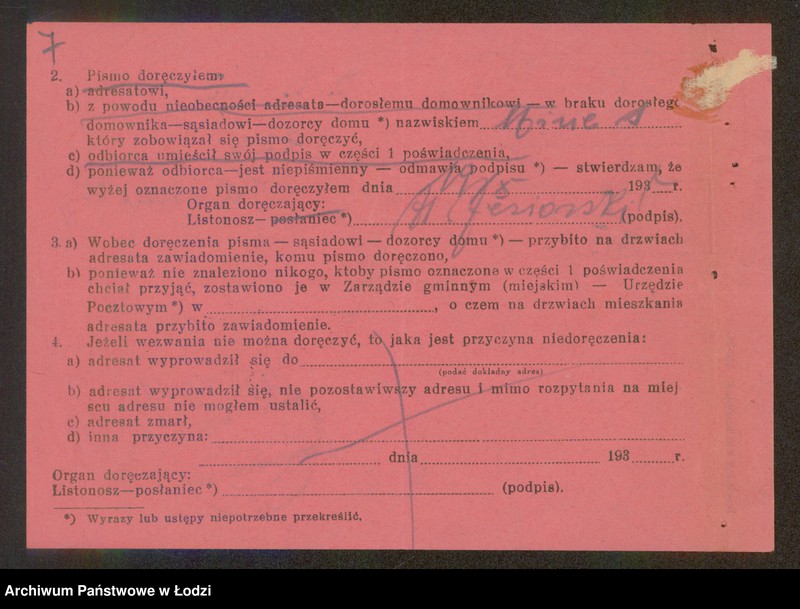 7
2. Pismo doręczyłem:
a) adresatowi,
b) z powodu nieobecności adresata—dorosłemu domownikowi — w braku dorosłego
domownika—sąsiadowi—dozorcy domu *) nazwiskiem
który zobowiązał się pismo doręczyć,
c) odbiorca umieścił swój podpis w części 1 poświadczenia,
d) ponieważ odbiorca—jest niepiśmienny — odmawia podpisu *) — stwierdzam, że
wyżej oznaczone pismo doręczyłem dnia 193 r.
Organ doręczający:
Listonosz—posłaniec *) (podpis).
3. a) Wobec doręczenia pisma — sąsiadowi — dozorcy domu *) — przybito na drzwiach
adresata zawiadomienie, komu pismo doręczono,
b) ponieważ nie znaleziono nikogo, ktoby pismo oznaczone w części 1 poświadczenia
chciał przyjąć, zostawiono je w Zarządzie gminnym (miejskim) — Urzędzie
Pocztowym *) w , o czem na drzwiach mieszkania
adresata przybito zawiadomienie.
4. Jeżeli wezwania nie można doręczyć, to jaka jest przyczyna niedoręczenia:
a) adresat wyprowadził się do
(podać dokładny adres)
b) adresat wyprowadził się, nie pozostawiwszy adresu i mimo rozpytania na miej
scu adresu nie mogłem ustalić,
c) adresat zmarł,
d) inna przyczyna:
dnia 193 r.
Organ doręczający:
Listonosz—posłaniec *) (podpis).
*) Wyrazy lub ustępy niepotrzebne przekreślić.
Archiwum Państwowe w Łodzi